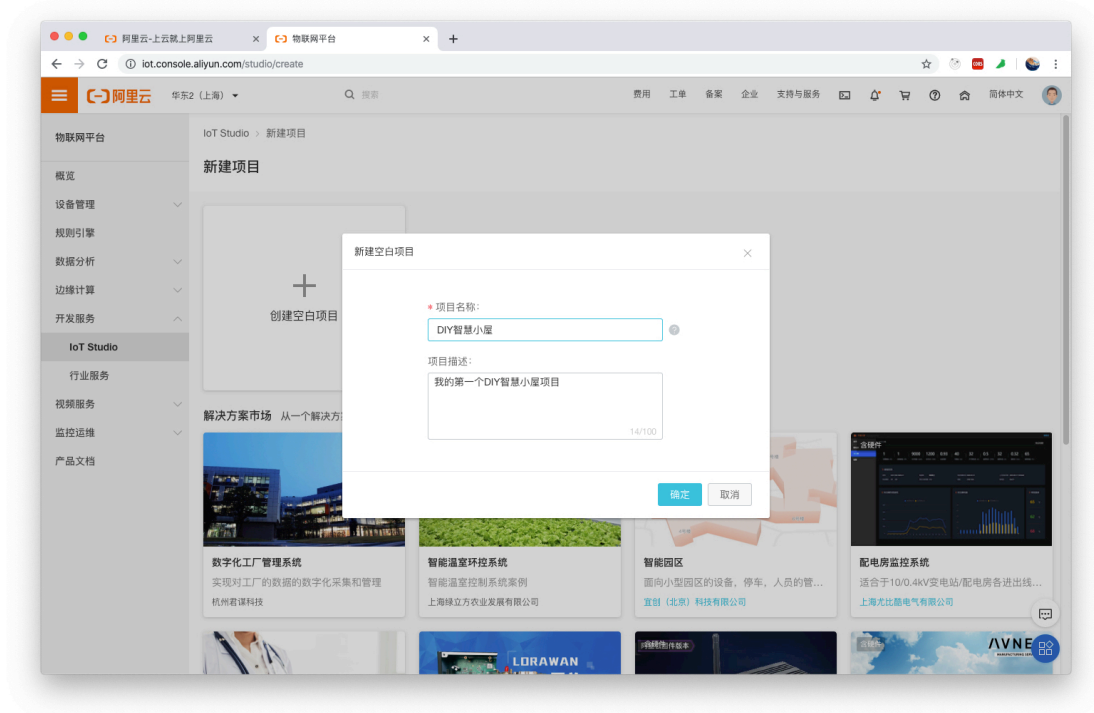 阿里云-上云就上阿里云
物联网平台
iot.console.aliyun.com/studio/create
阿里云
华东2（上海）
搜索
费用 工单 备案 企业 支持与服务 简体中文
物联网平台
概览
设备管理
规则引擎
数据分析
边缘计算
开发服务
IoT Studio
行业服务
视频服务
监控运维
产品文档
IoT Studio > 新建项目
新建项目
创建空白项目
新建空白项目
* 项目名称:
DIY智慧小屋
项目描述:
我的第一个DIY智慧小屋项目
14/100
确定 取消
解决方案市场 从一个解决方
含硬件
数字化工厂管理系统
实现对工厂的数据的数字化采集和管理
杭州君谋科技
智能温室环控系统
智能温室控制系统案例
上海绿立方农业发展有限公司
智能园区
面向小型园区的设备，停车，人员的管...
宜创（北京）科技有限公司
配电房监控系统
适合于10/0.4kV变电站/配电房各进出线...
上海尤比酷电气有限公司
LORAWAN
含硬件
AVNE